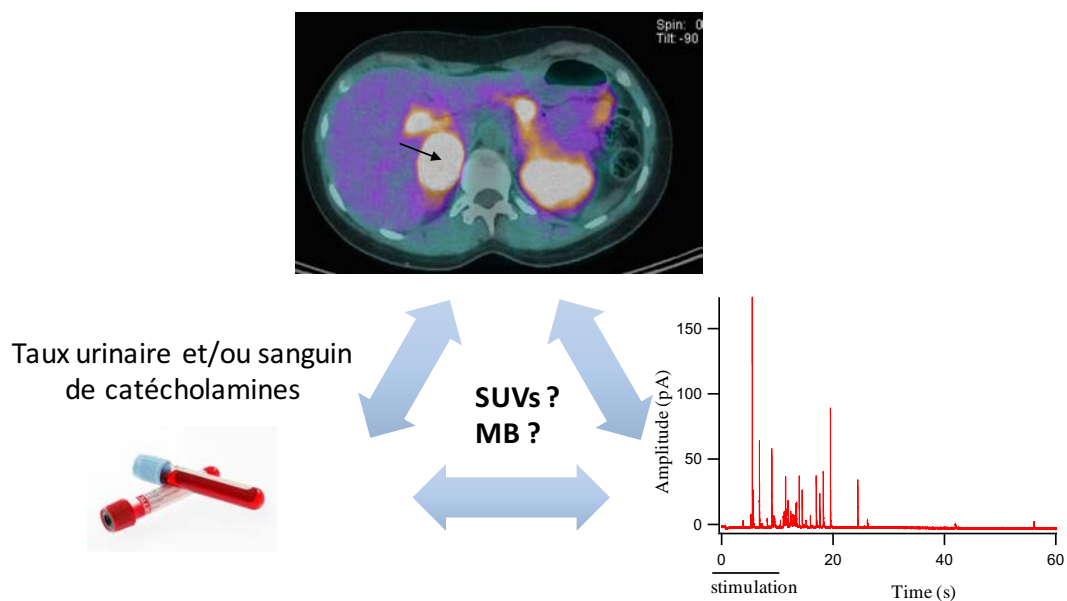 Spin: 0
Tilt: -90
Taux urinaire et/ou sanguin
de catécholamines
SUVs ?
MB ?
Amplitude (pA)
150
100
50
0
0
20
40
60
stimulation
Time (s)